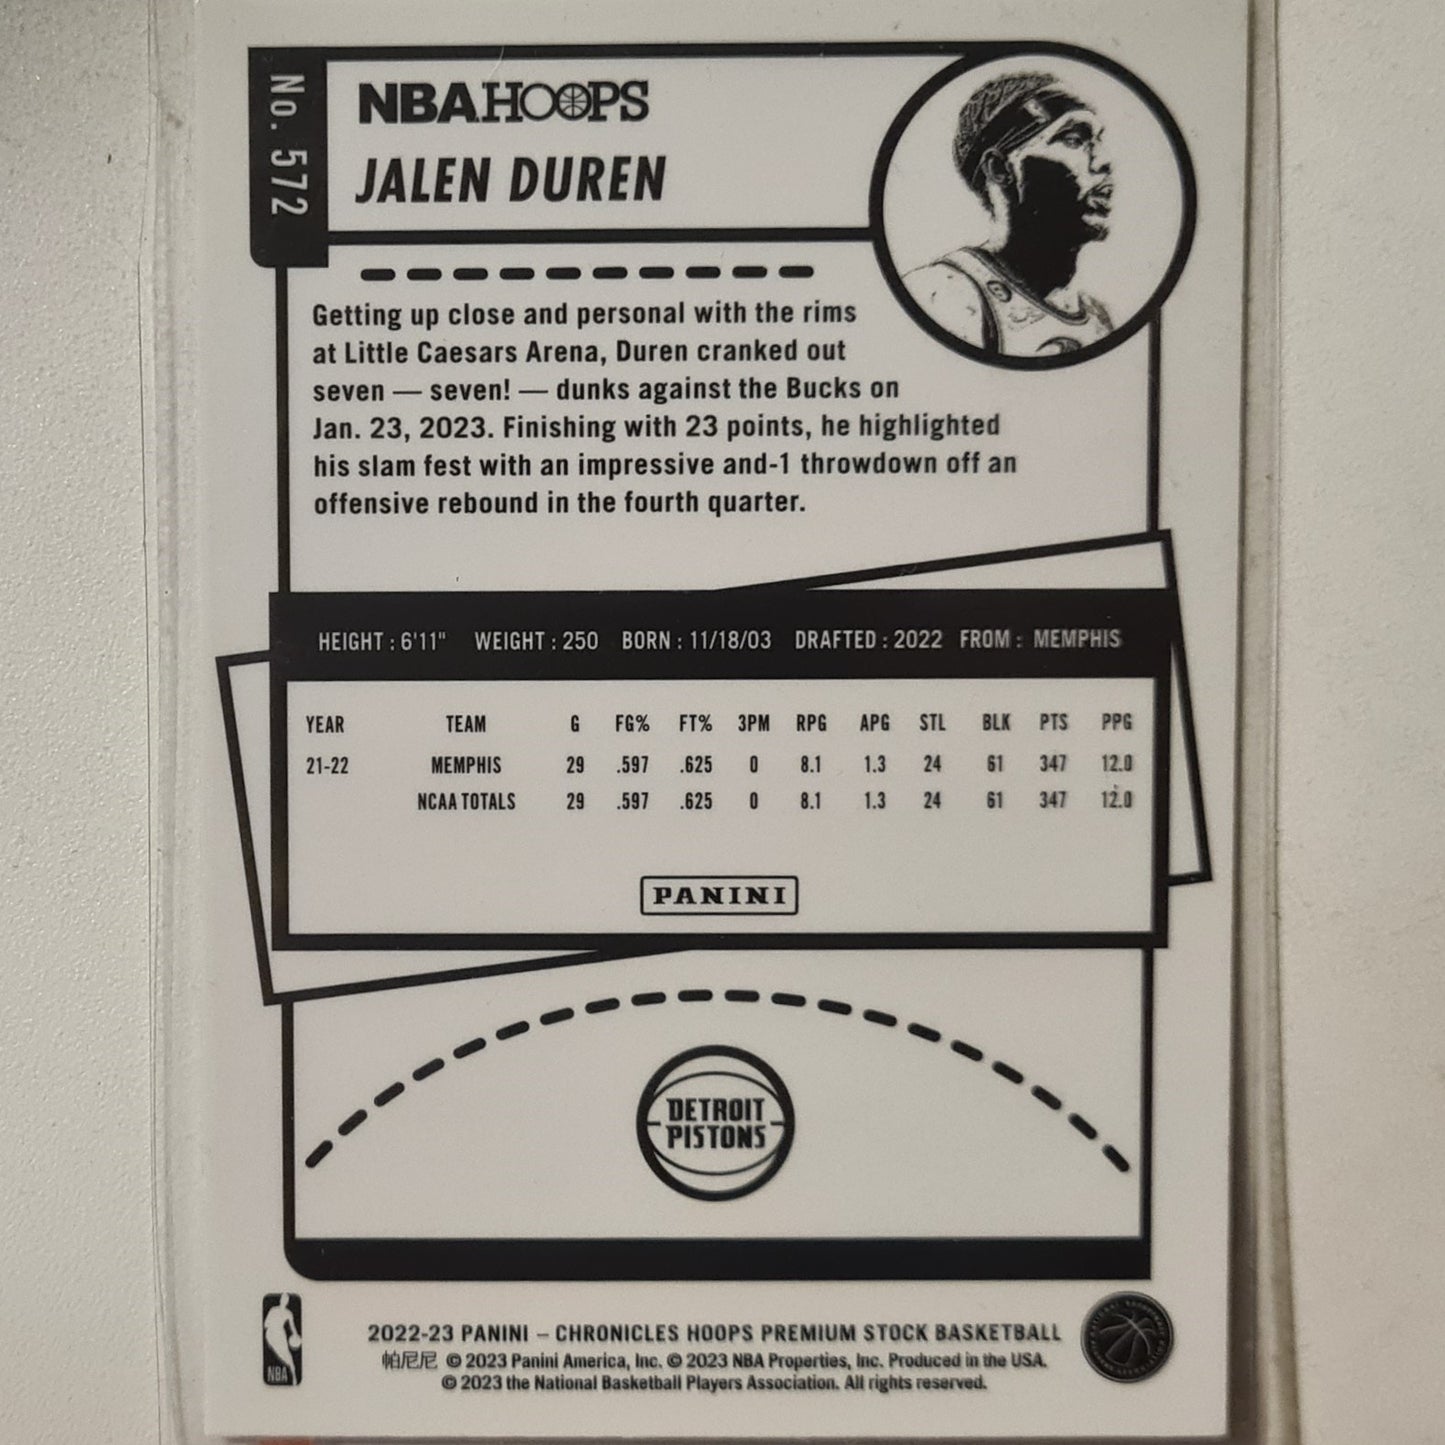 No. 572
NBA HOOPS
JALEN DUREN
Getting up close and personal with the rims
at Little Caesars Arena, Duren cranked out
seven — seven! — dunks against the Bucks on
Jan. 23, 2023. Finishing with 23 points, he highlighted
his slam fest with an impressive and-1 throwdown off an
offensive rebound in the fourth quarter.
HEIGHT : 6'11" WEIGHT : 250 BORN : 11/18/03 DRAFTED : 2022 FROM : MEMPHIS
YEAR TEAM G FG% FT% 3PM RPG APG STL BLK PTS PPG
21-22 MEMPHIS 29 .597 .625 0 8.1 1.3 24 61 347 12.0
NCAA TOTALS 29 .597 .625 0 8.1 1.3 24 61 347 12.0
PANINI
DETROIT
PISTONS
NBA
2022-23 PANINI – CHRONICLES HOOPS PREMIUM STOCK BASKETBALL
帕尼尼 © 2023 Panini America, Inc. © 2023 NBA Properties, Inc. Produced in the USA.
© 2023 the National Basketball Players Association. All rights reserved.